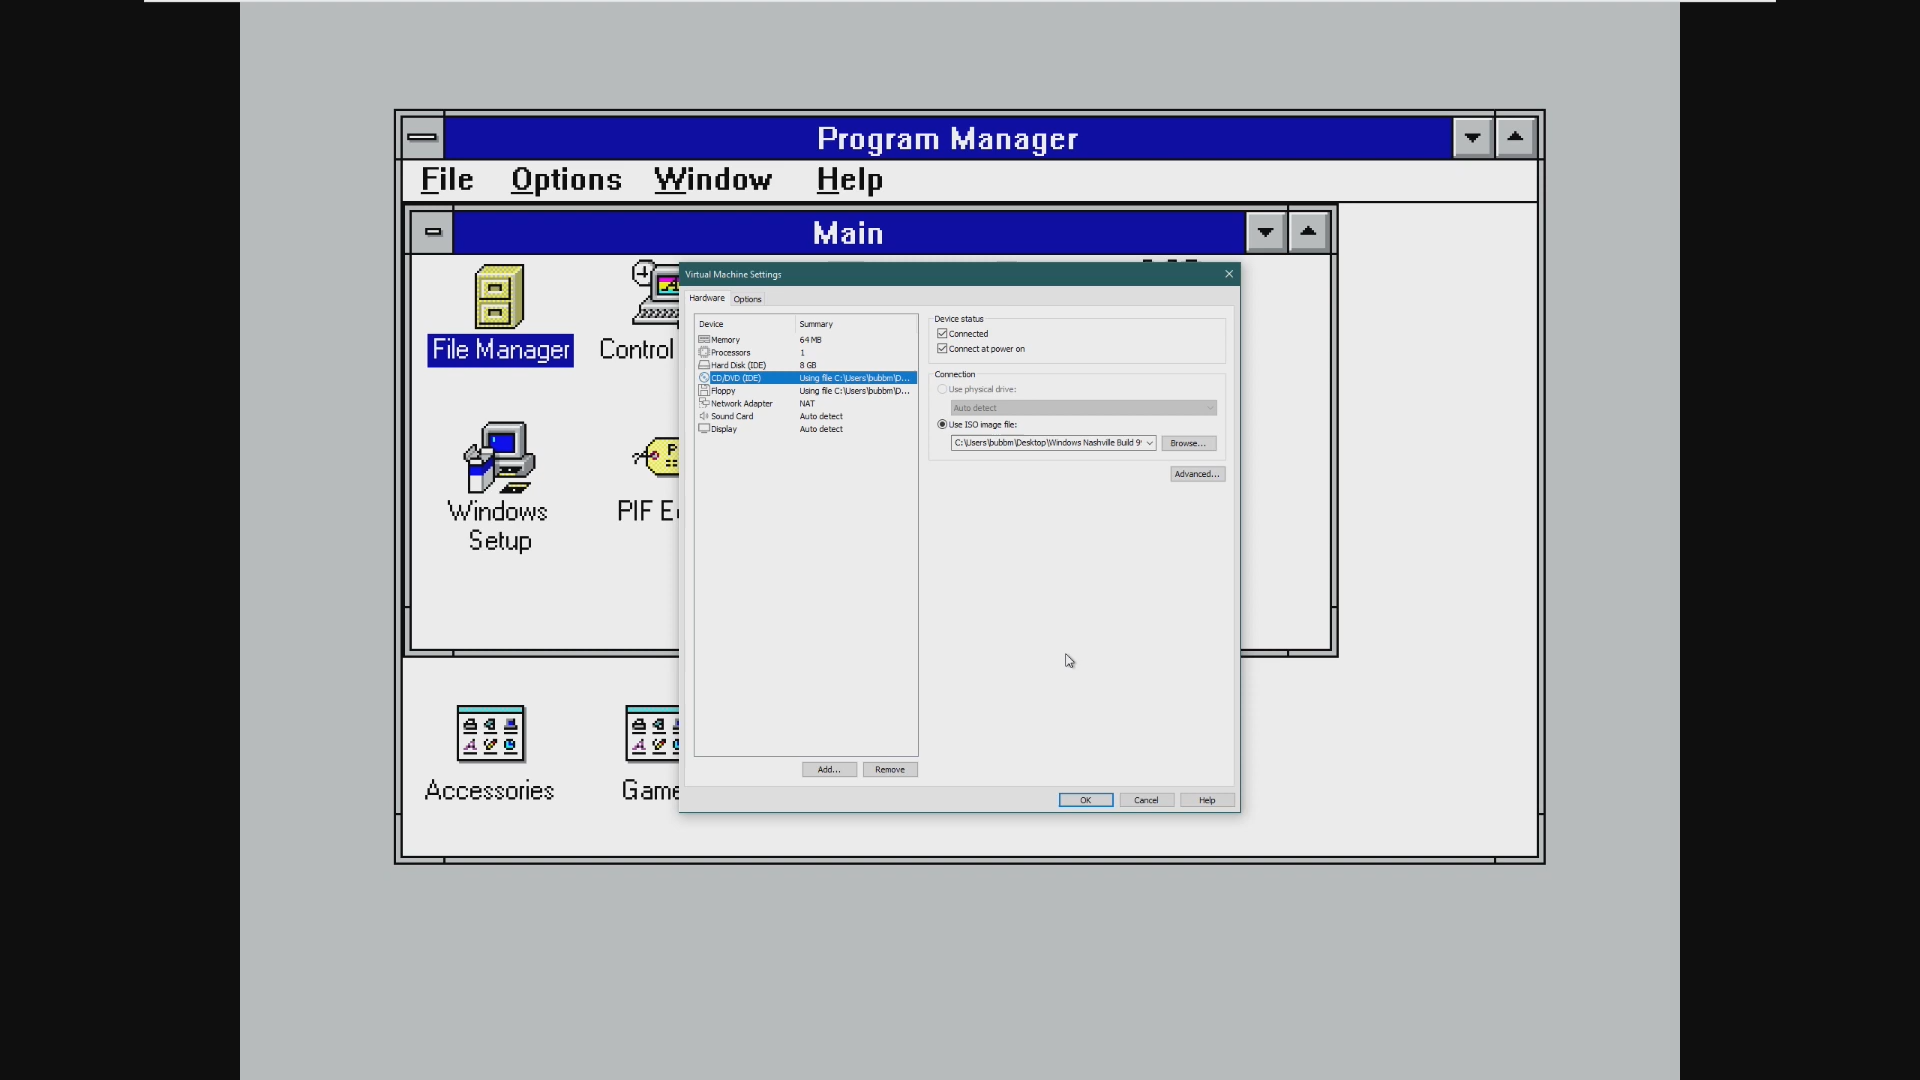 Program Manager
File Options Window Help
Main
File Manager
Control
Windows
Setup
PIF E
Accessories
Game
Virtual Machine Settings
Hardware Options
Device Summary
Memory 64 MB
Processors 1
Hard Disk (IDE) 8 GB
CD/DVD (IDE) Using file C:\Users\bubbm\D...
Floppy Using file C:\Users\bubbm\D...
Network Adapter NAT
Sound Card Auto detect
Display Auto detect
Add... Remove
Device status
Connected
Connect at power on
Connection
Use physical drive:
Auto detect
Use ISO image file:
C:\Users\bubbm\Desktop\Windows Nashville Build 9 Browse...
Advanced...
OK Cancel Help